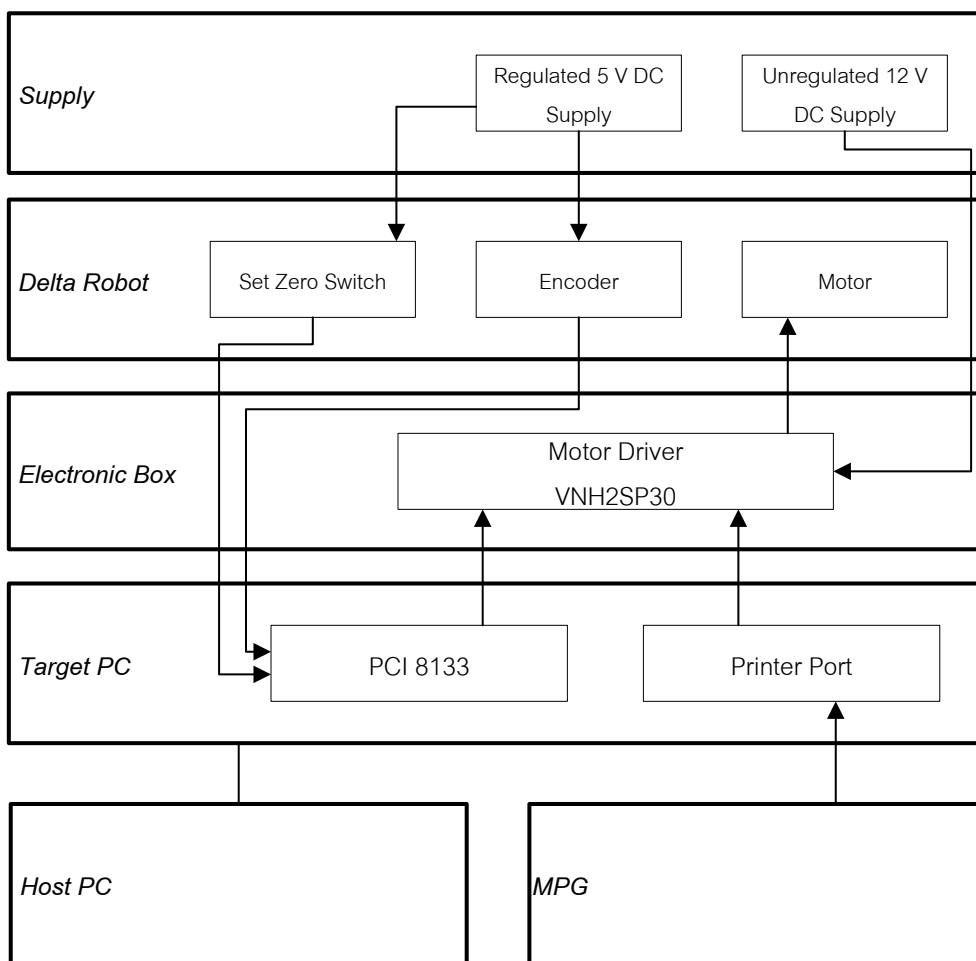 Supply
Regulated 5 V DC
Supply
Unregulated 12 V
DC Supply
Delta Robot
Set Zero Switch
Encoder
Motor
Electronic Box
Motor Driver
VNH2SP30
Target PC
PCI 8133
Printer Port
Host PC
MPG